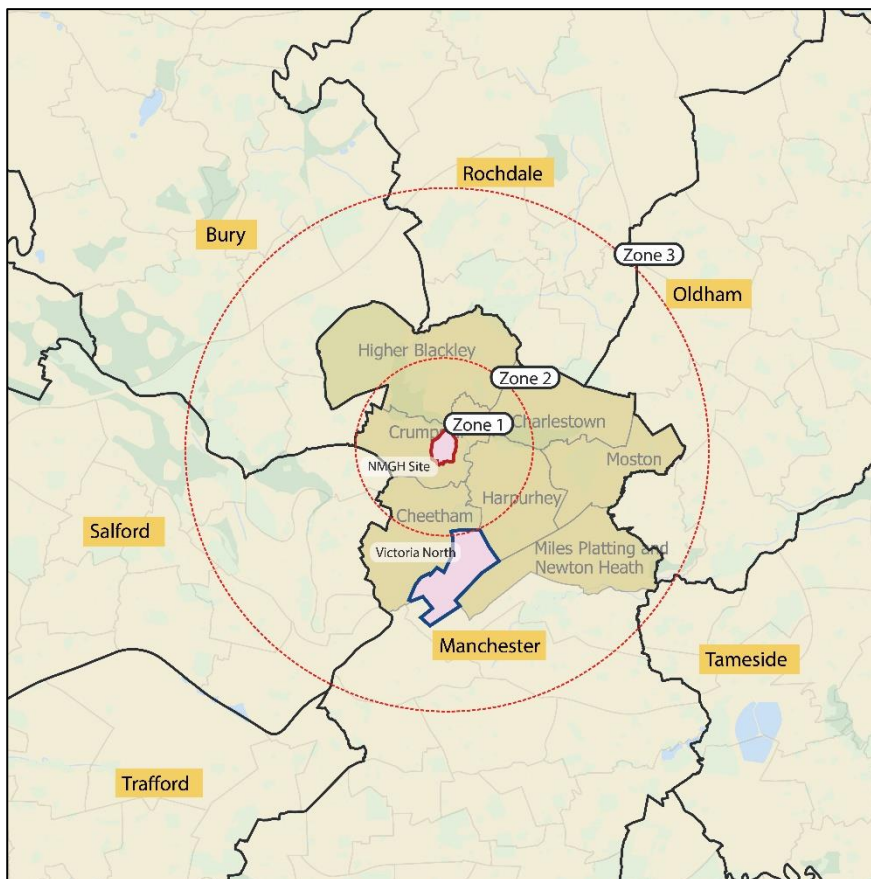 Rochdale
Bury
Zone 3
Oldham
Higher Blackley
Zone 2
Zone 1
Charlestown
NMGH Site
Moston
Harpurhey
Cheetham
Salford
Victoria North
Miles Platting and
Newton Heath
Manchester
Tameside
Trafford